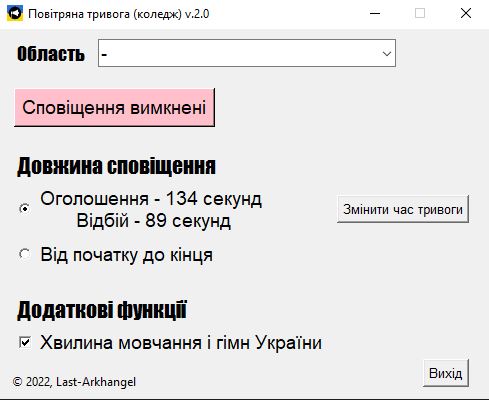 Повітряна тривога (коледж) v.2.0
Область -
Сповіщення вимкнені
Довжина сповіщення
Оголошення - 134 секунд
Відбій - 89 секунд
Змінити час тривоги
Від початку до кінця
Додаткові функції
Хвилина мовчання і гімн України
Вихід
© 2022, Last-Arkhangel